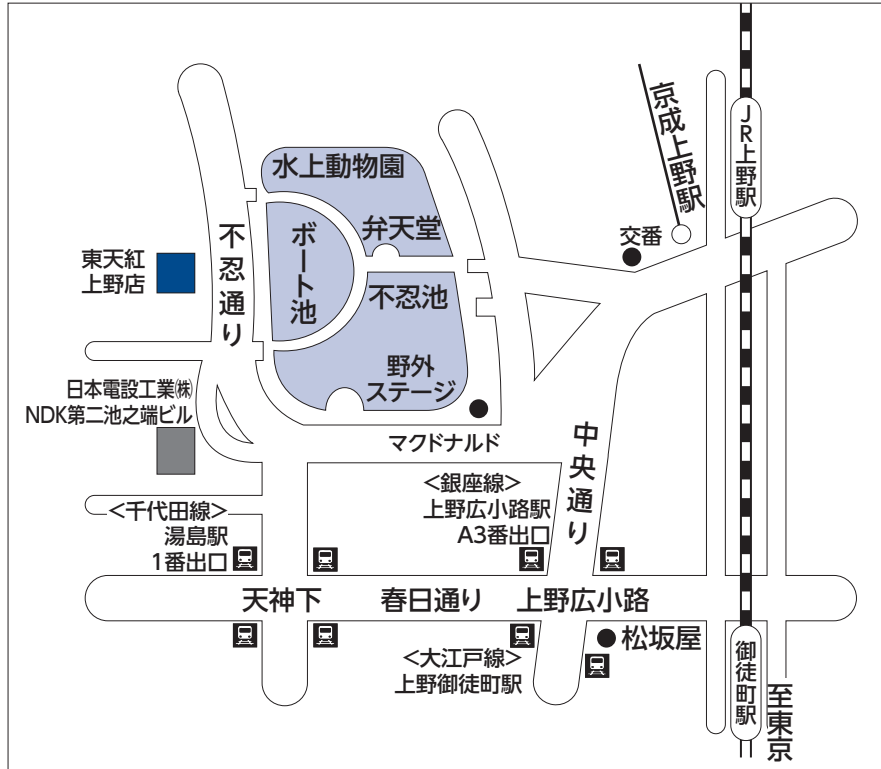 JR上野駅
京成上野駅
水上動物園
弁天堂
交番
不忍通り
ボート池
東天紅
上野店
不忍池
野外
ステージ
日本電設工業㈱
NDK第二池之端ビル
マクドナルド
中央通り
<銀座線>
上野広小路駅
A3番出口
<千代田線>
湯島駅
1番出口
天神下
春日通り
上野広小路
松坂屋
<大江戸線>
上野御徒町駅
御徒町駅
至東京